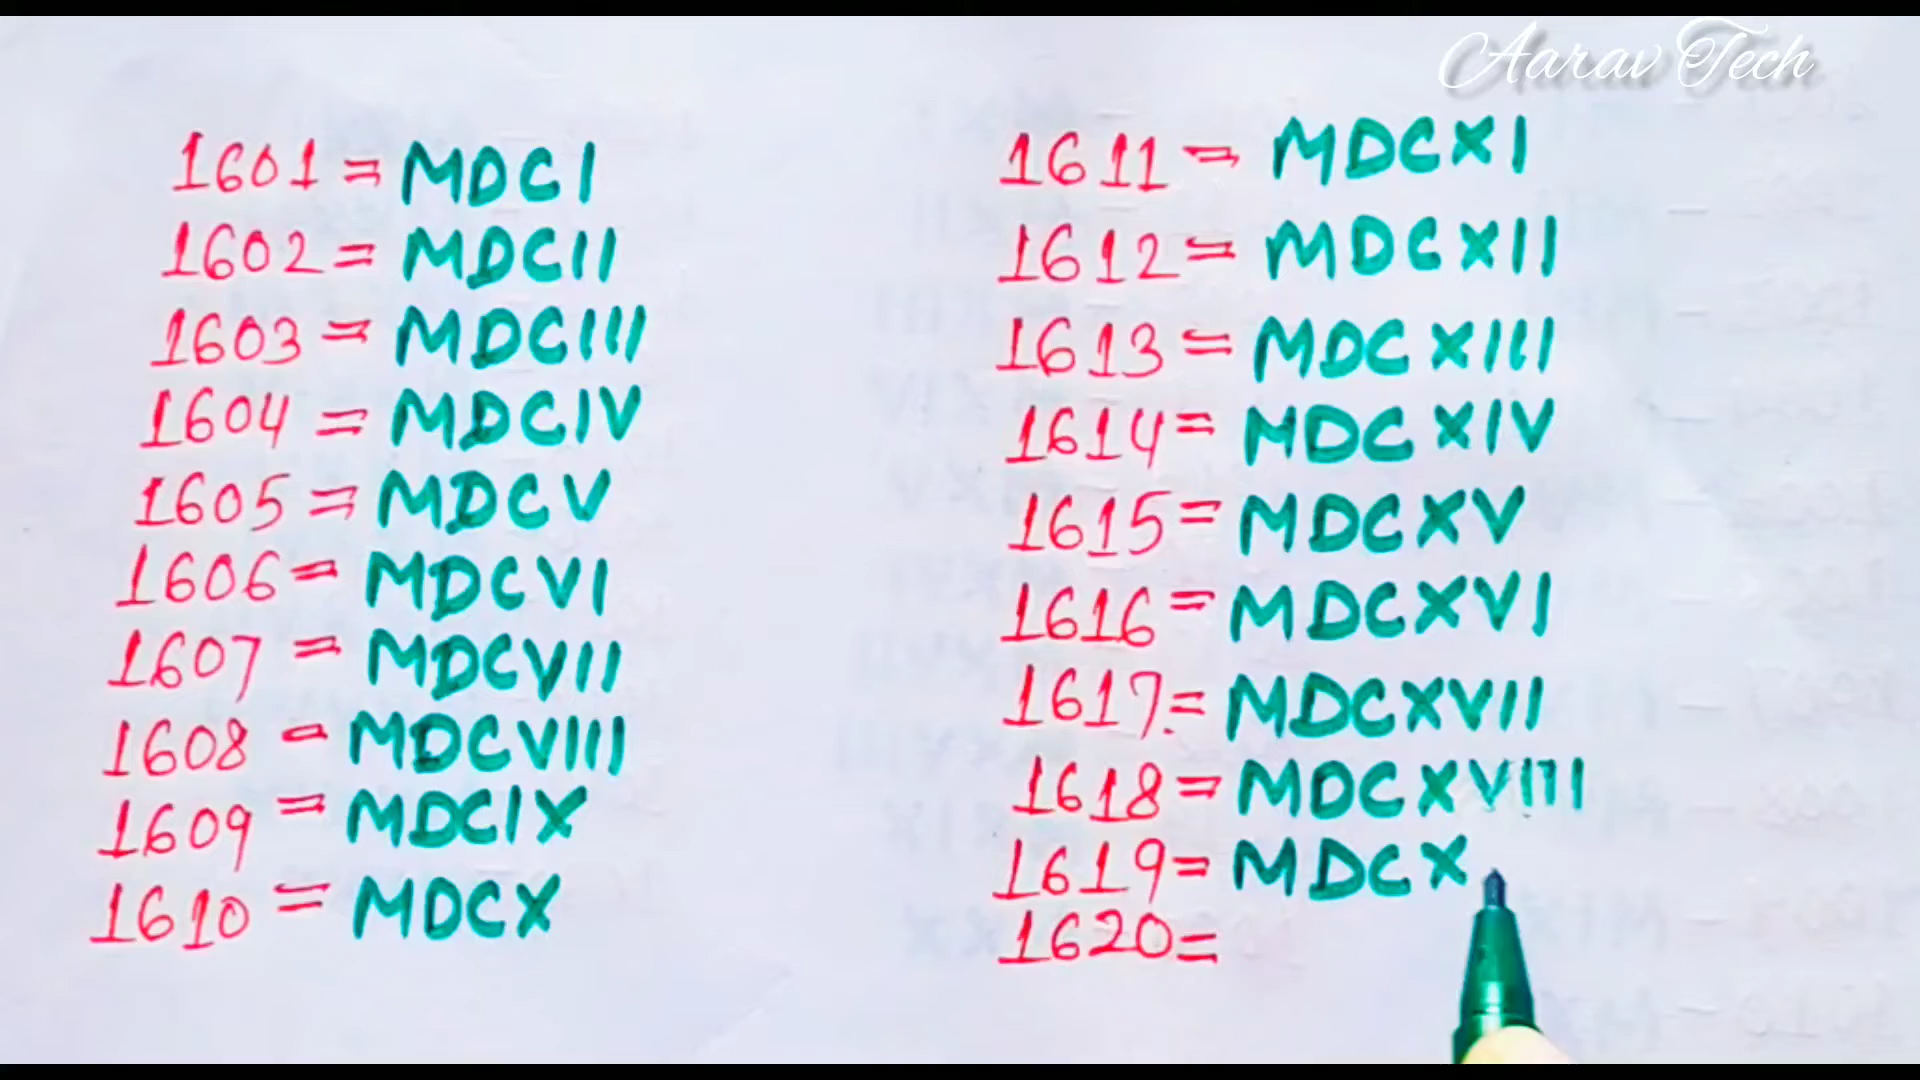 Aarav Tech
1601 = MDCI
1602 = MDCII
1603 = MDCIII
1604 = MDCIV
1605 = MDCV
1606 = MDCVI
1607 = MDCVII
1608 = MDCVIII
1609 = MDCIX
1610 = MDCX
1611 = MDCXI
1612 = MDCXII
1613 = MDCXIII
1614 = MDCXIV
1615 = MDCXV
1616 = MDCXVI
1617 = MDCXVII
1618 = MDCXVIII
1619 = MDCX
1620 =